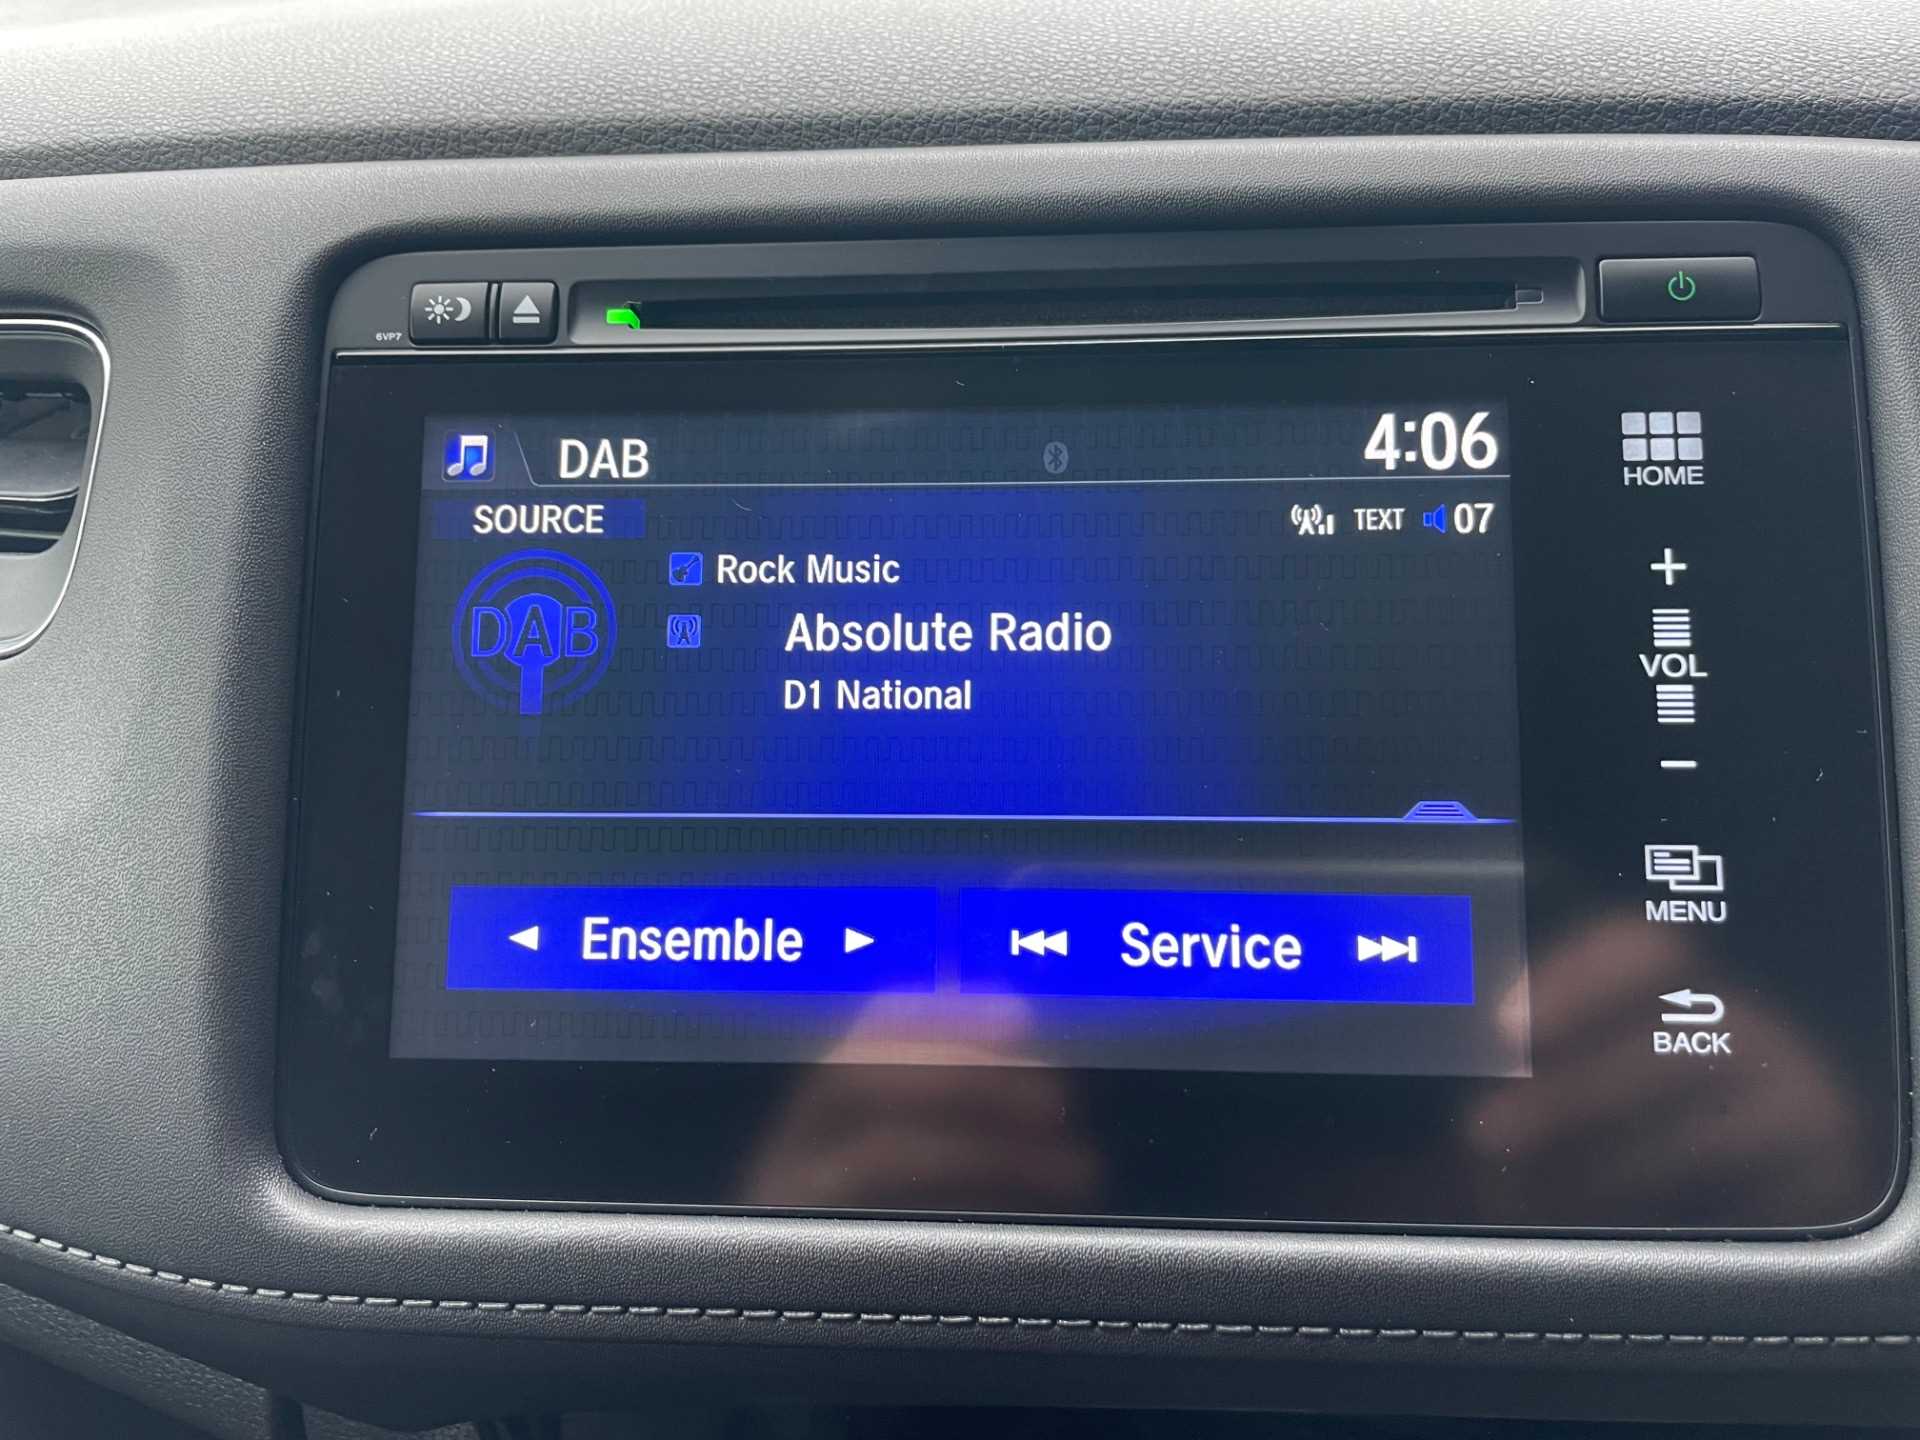 6VP7
DAB
4:06
SOURCE
TEXT 07
Rock Music
DAB
Absolute Radio
D1 National
Ensemble
Service
HOME
+
VOL
−
MENU
BACK